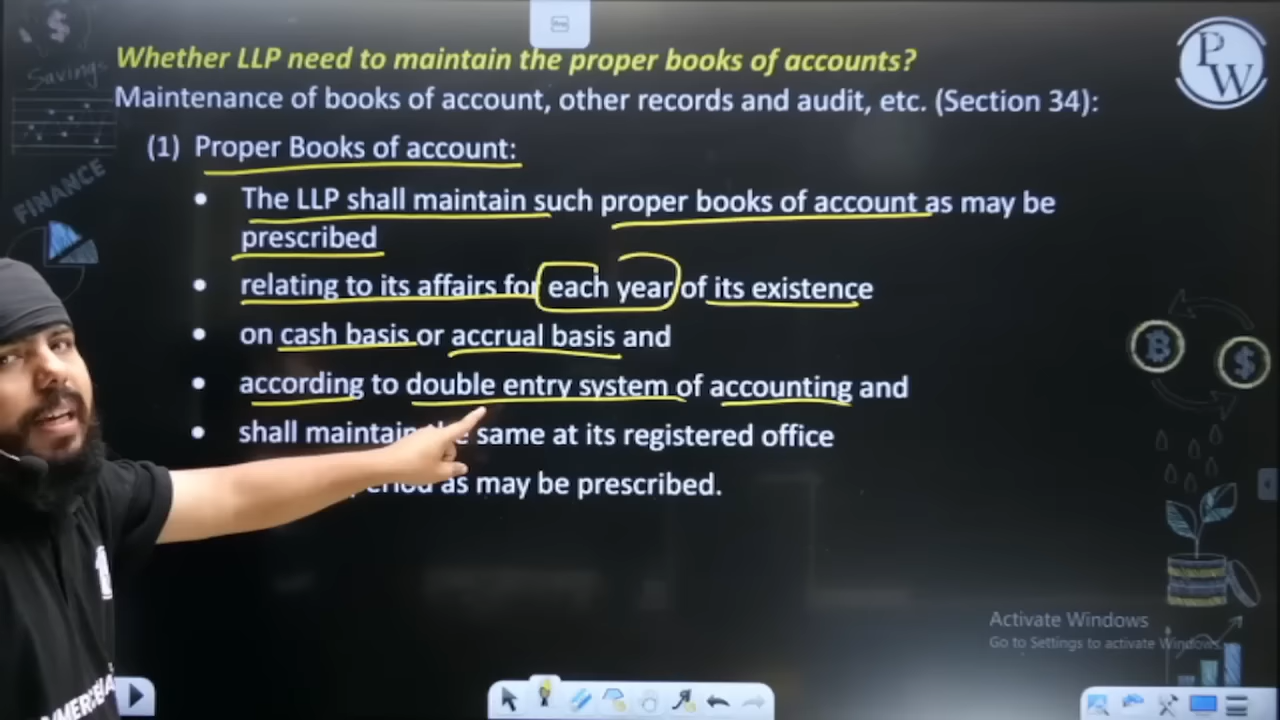 Savings
Whether LLP need to maintain the proper books of accounts?
P
W
Maintenance of books of account, other records and audit, etc. (Section 34):
(1) Proper Books of account:
FINANCE
• The LLP shall maintain such proper books of account as may be
prescribed
• relating to its affairs for each year of its existence
• on cash basis or accrual basis and
• according to double entry system of accounting and
• shall maintain same at its registered office
as may be prescribed.
Activate Windows
Go to Settings to activate Windows.